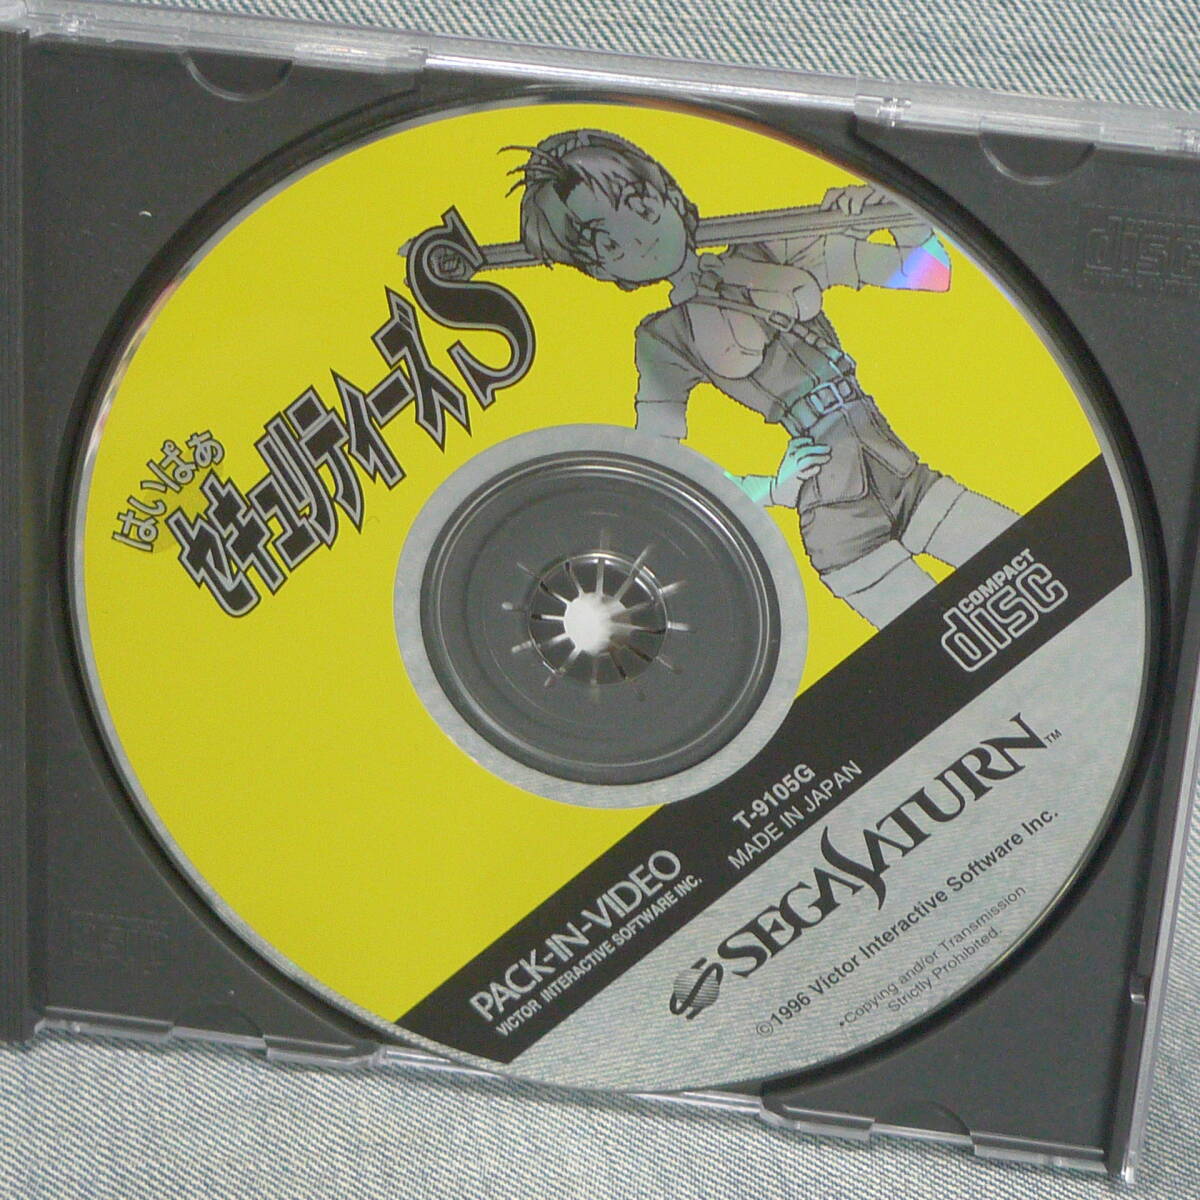 はいぱぁ
セキュリティーズS
COMPACT
disc
T-9105G
MADE IN JAPAN
PACK-IN-VIDEO
VICTOR INTERACTIVE SOFTWARE INC.
SEGA SATURN™
©1996 Victor Interactive Software Inc.
•Copying and/or Transmission
Strictly Prohibited.
disc